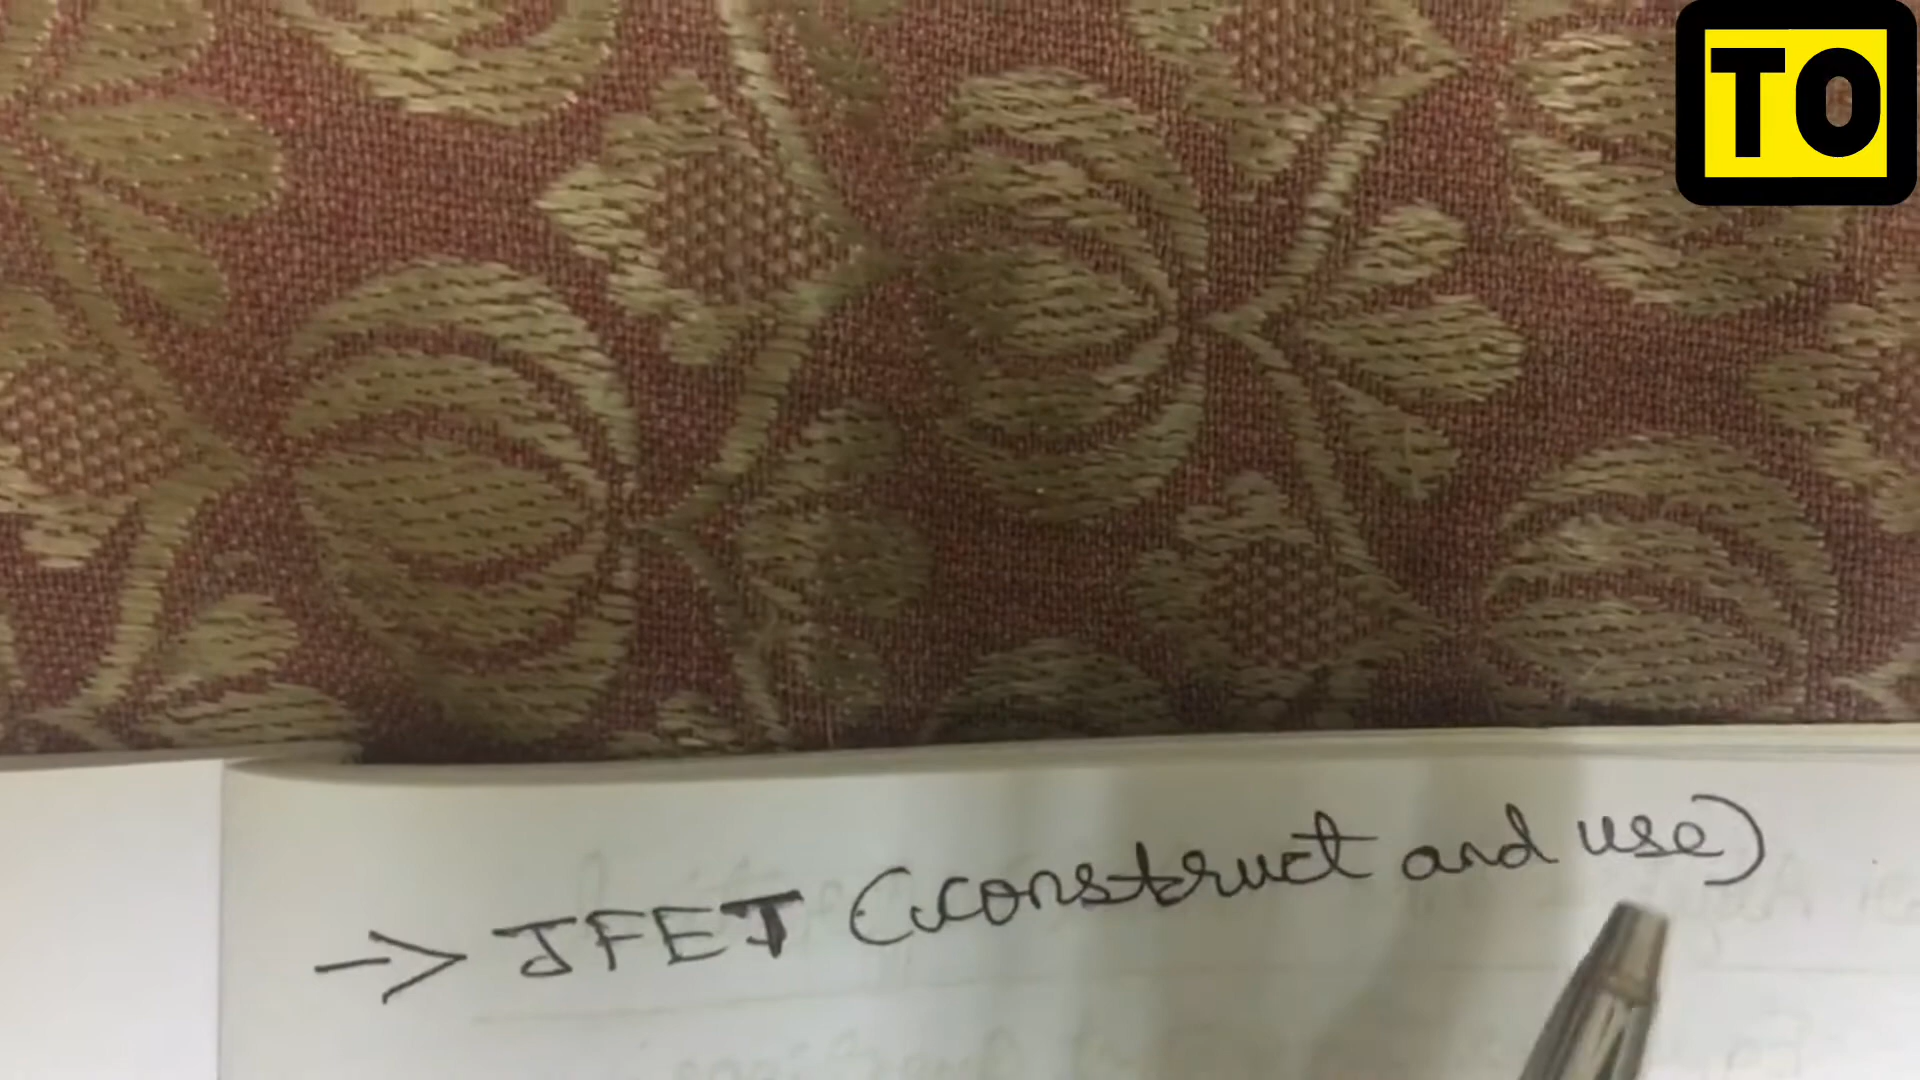 TO
-> JFET (construct and use)